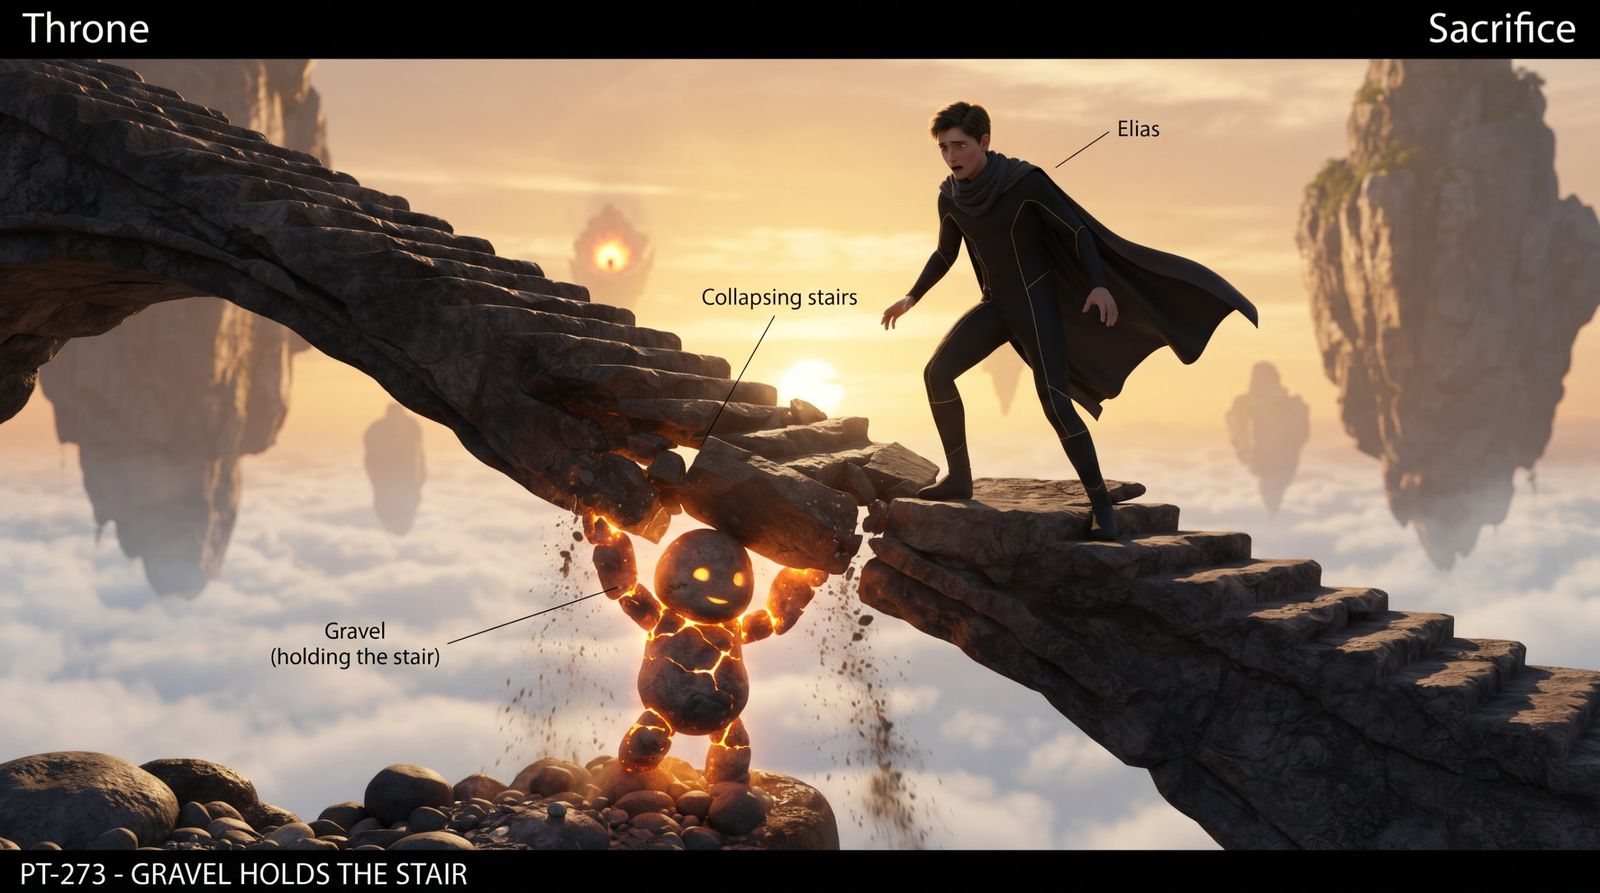 Throne
Sacrifice
Elias
Collapsing stairs
Gravel
(holding the stair)
PT-273 - GRAVEL HOLDS THE STAIR